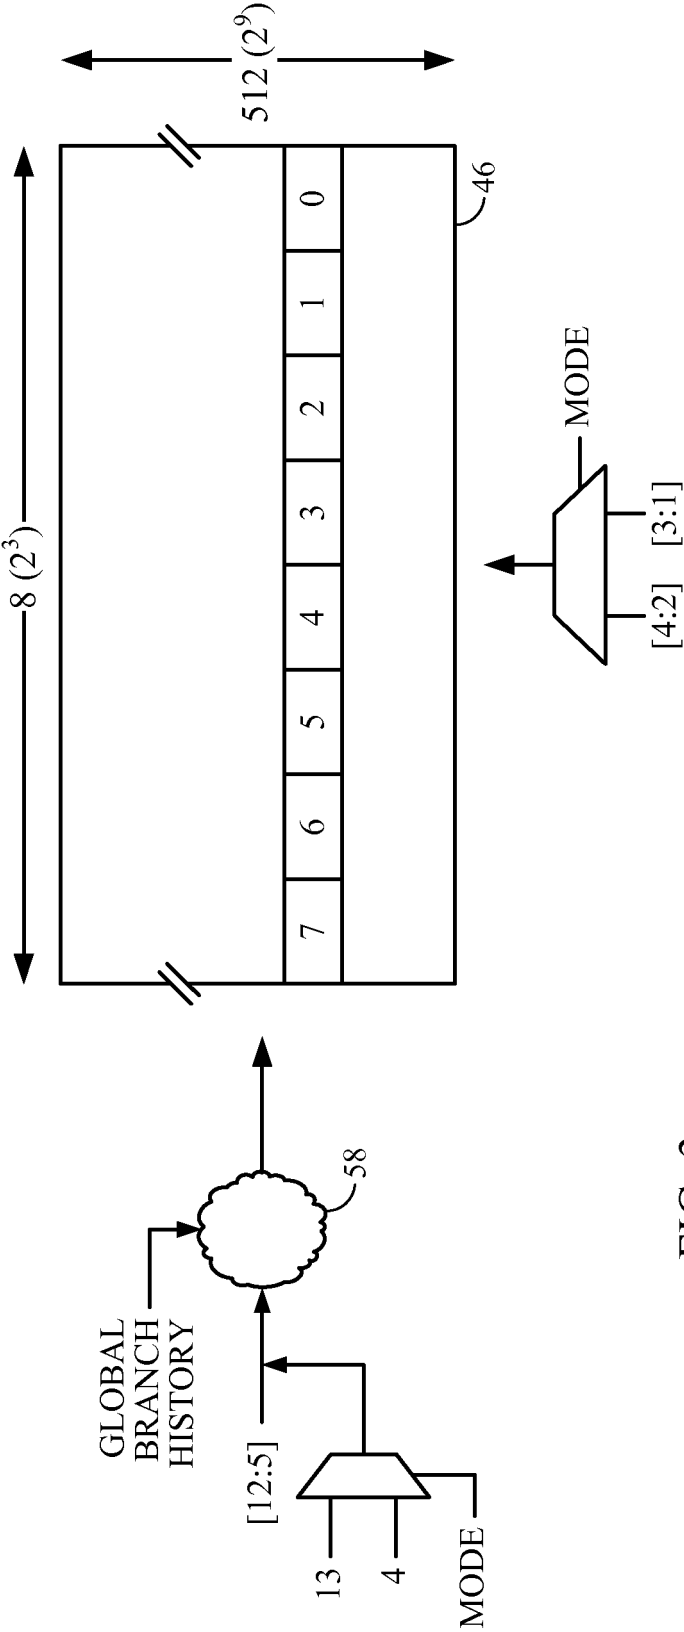 8 (2³)
512 (2⁹)
7 6 5 4 3 2 1 0
46
GLOBAL
BRANCH
HISTORY
58
[12:5]
13
4
MODE
MODE
[4:2] [3:1]